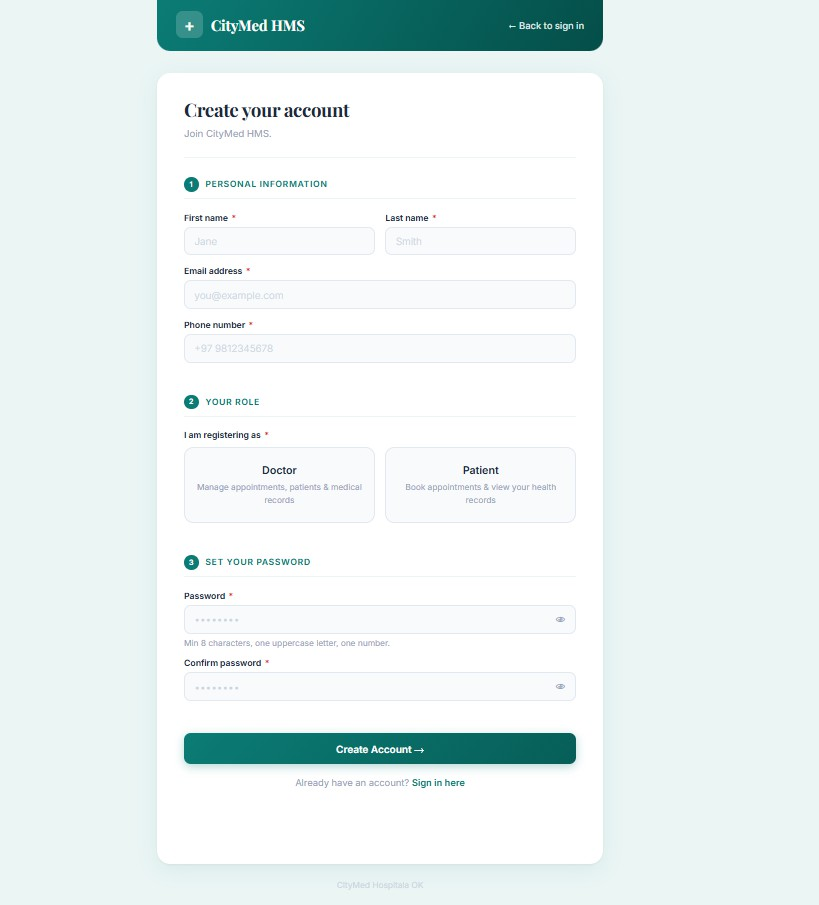 + CityMed HMS
← Back to sign in
Create your account
Join CityMed HMS.
1 PERSONAL INFORMATION
First name *
Last name *
Jane
Smith
Email address *
you@example.com
Phone number *
+97 9812345678
2 YOUR ROLE
I am registering as *
Doctor
Manage appointments, patients & medical
records
Patient
Book appointments & view your health
records
3 SET YOUR PASSWORD
Password *
••••••••
Min 8 characters, one uppercase letter, one number.
Confirm password *
••••••••
Create Account →
Already have an account? Sign in here
CityMed Hospitals OK